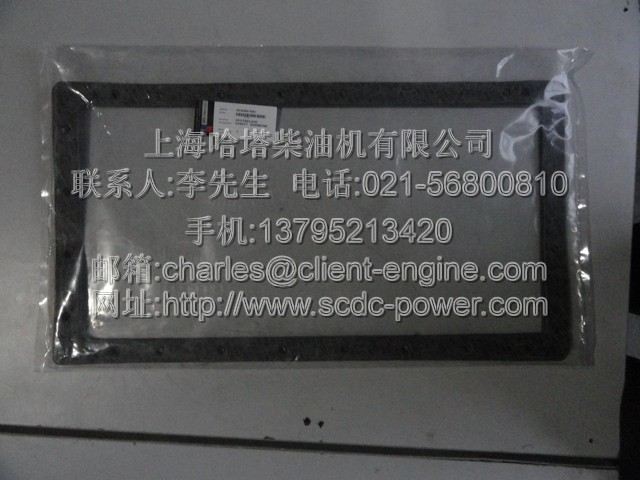 上海哈塔柴油机有限公司
联系人:李先生 电话:021-56800810
手机:13795213420
邮箱:charles@client-engine.com
网址:http://www.scdc-power.com